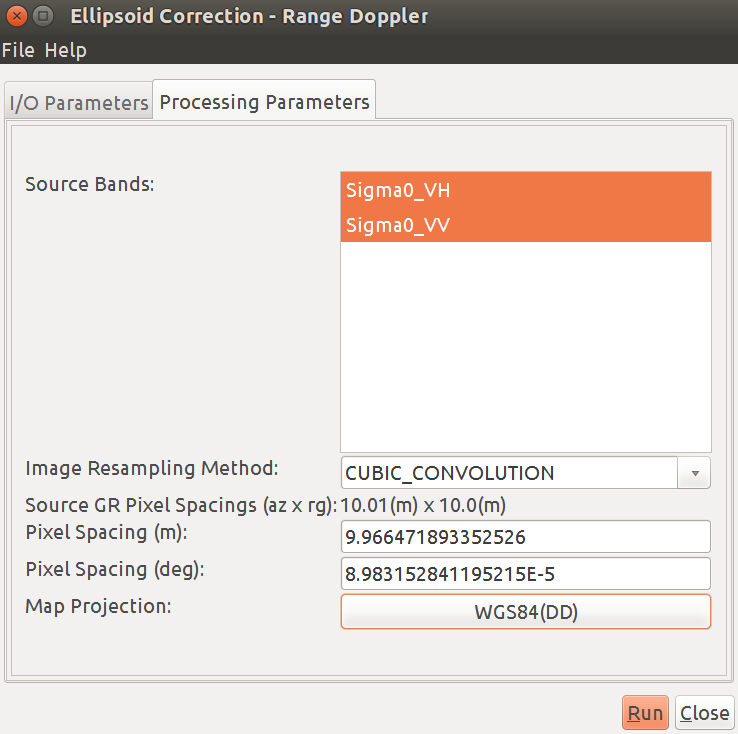 Ellipsoid Correction - Range Doppler
File Help
I/O Parameters Processing Parameters
Source Bands:
Sigma0_VH
Sigma0_VV
Image Resampling Method: CUBIC_CONVOLUTION
Source GR Pixel Spacings (az x rg): 10.01(m) x 10.0(m)
Pixel Spacing (m): 9.966471893352526
Pixel Spacing (deg): 8.983152841195215E-5
Map Projection: WGS84(DD)
Run Close